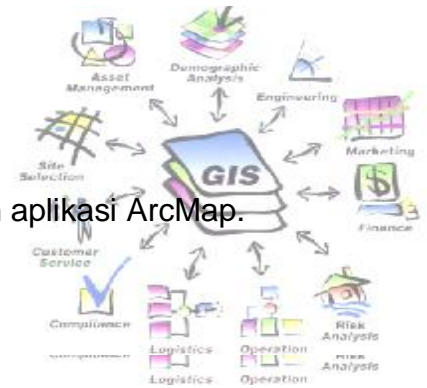 Asset
Management
Demographic
Analysis
Engineering
Marketing
Site
Selection
GIS
aplikasi ArcMap.
Finance
Customer
Service
Compliance
Logistics
Operation
Risk
Analysis
Logistics
Operation
Analysis